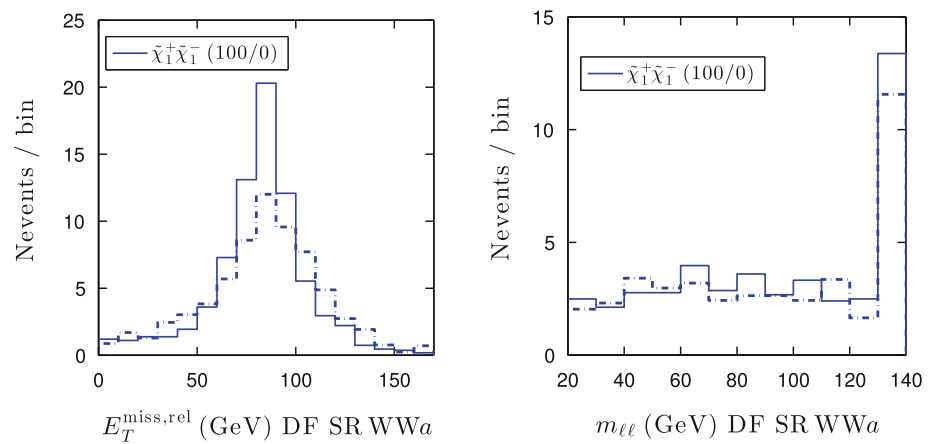 25
20
15
10
5
0
Nevents / bin
χ̃₁⁺χ̃₁⁻ (100/0)
0 50 100 150
E_T^{miss,rel} (GeV) DF SR WWa
15
10
5
0
Nevents / bin
χ̃₁⁺χ̃₁⁻ (100/0)
20 40 60 80 100 120 140
m_{ℓℓ} (GeV) DF SR WWa